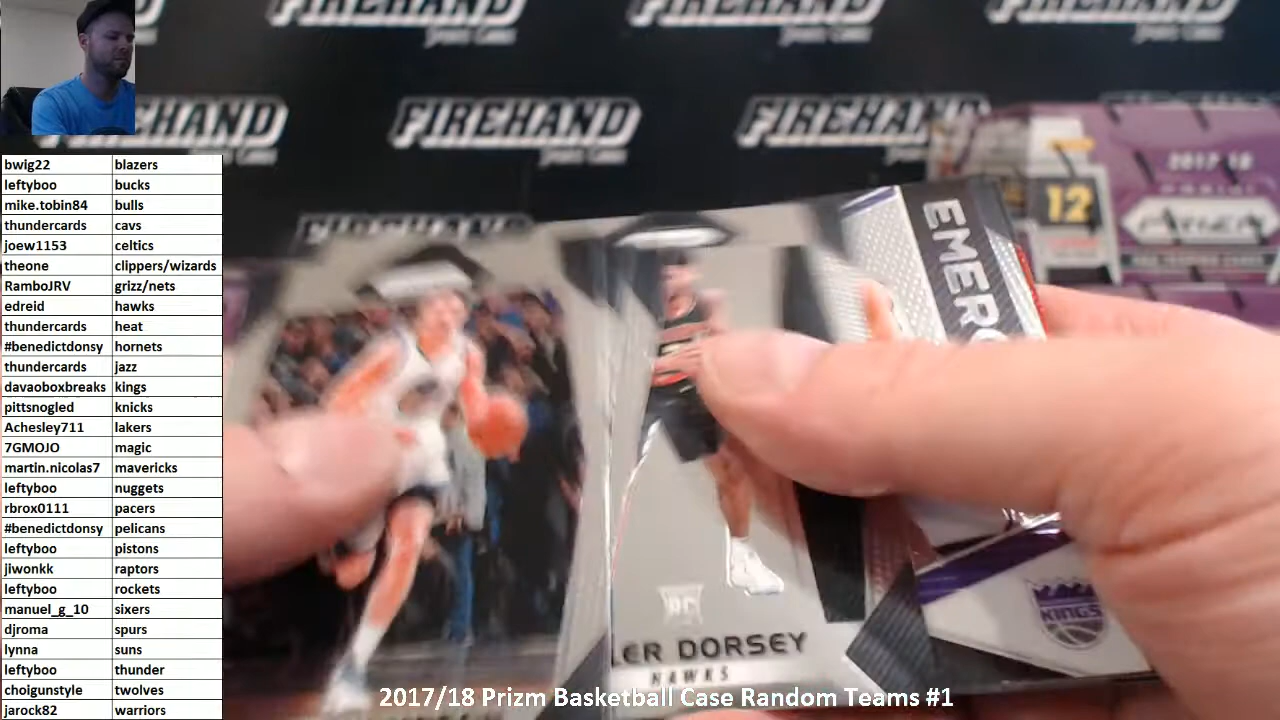 FIREHAND
FIREHAND
FIREHAND
bwig22 blazers
leftyboo bucks
mike.tobin84 bulls
thundercards cavs
joew1153 celtics
theone clippers/wizards
RamboJRV grizz/nets
edreid hawks
thundercards heat
#benedictdonsy hornets
thundercards jazz
davaoboxbreaks kings
pittsnogled knicks
Achesley711 lakers
7GMOJO magic
martin.nicolas7 mavericks
leftyboo nuggets
rbrox0111 pacers
#benedictdonsy pelicans
leftyboo pistons
jiwonkk raptors
leftyboo rockets
manuel_g_10 sixers
djroma spurs
lynna suns
leftyboo thunder
choigunstyle twolves
jarock82 warriors
2017-18
12
PRIZM
EMERG
RC
LER DORSEY
HAWKS
KINGS
2017/18 Prizm Basketball Case Random Teams #1